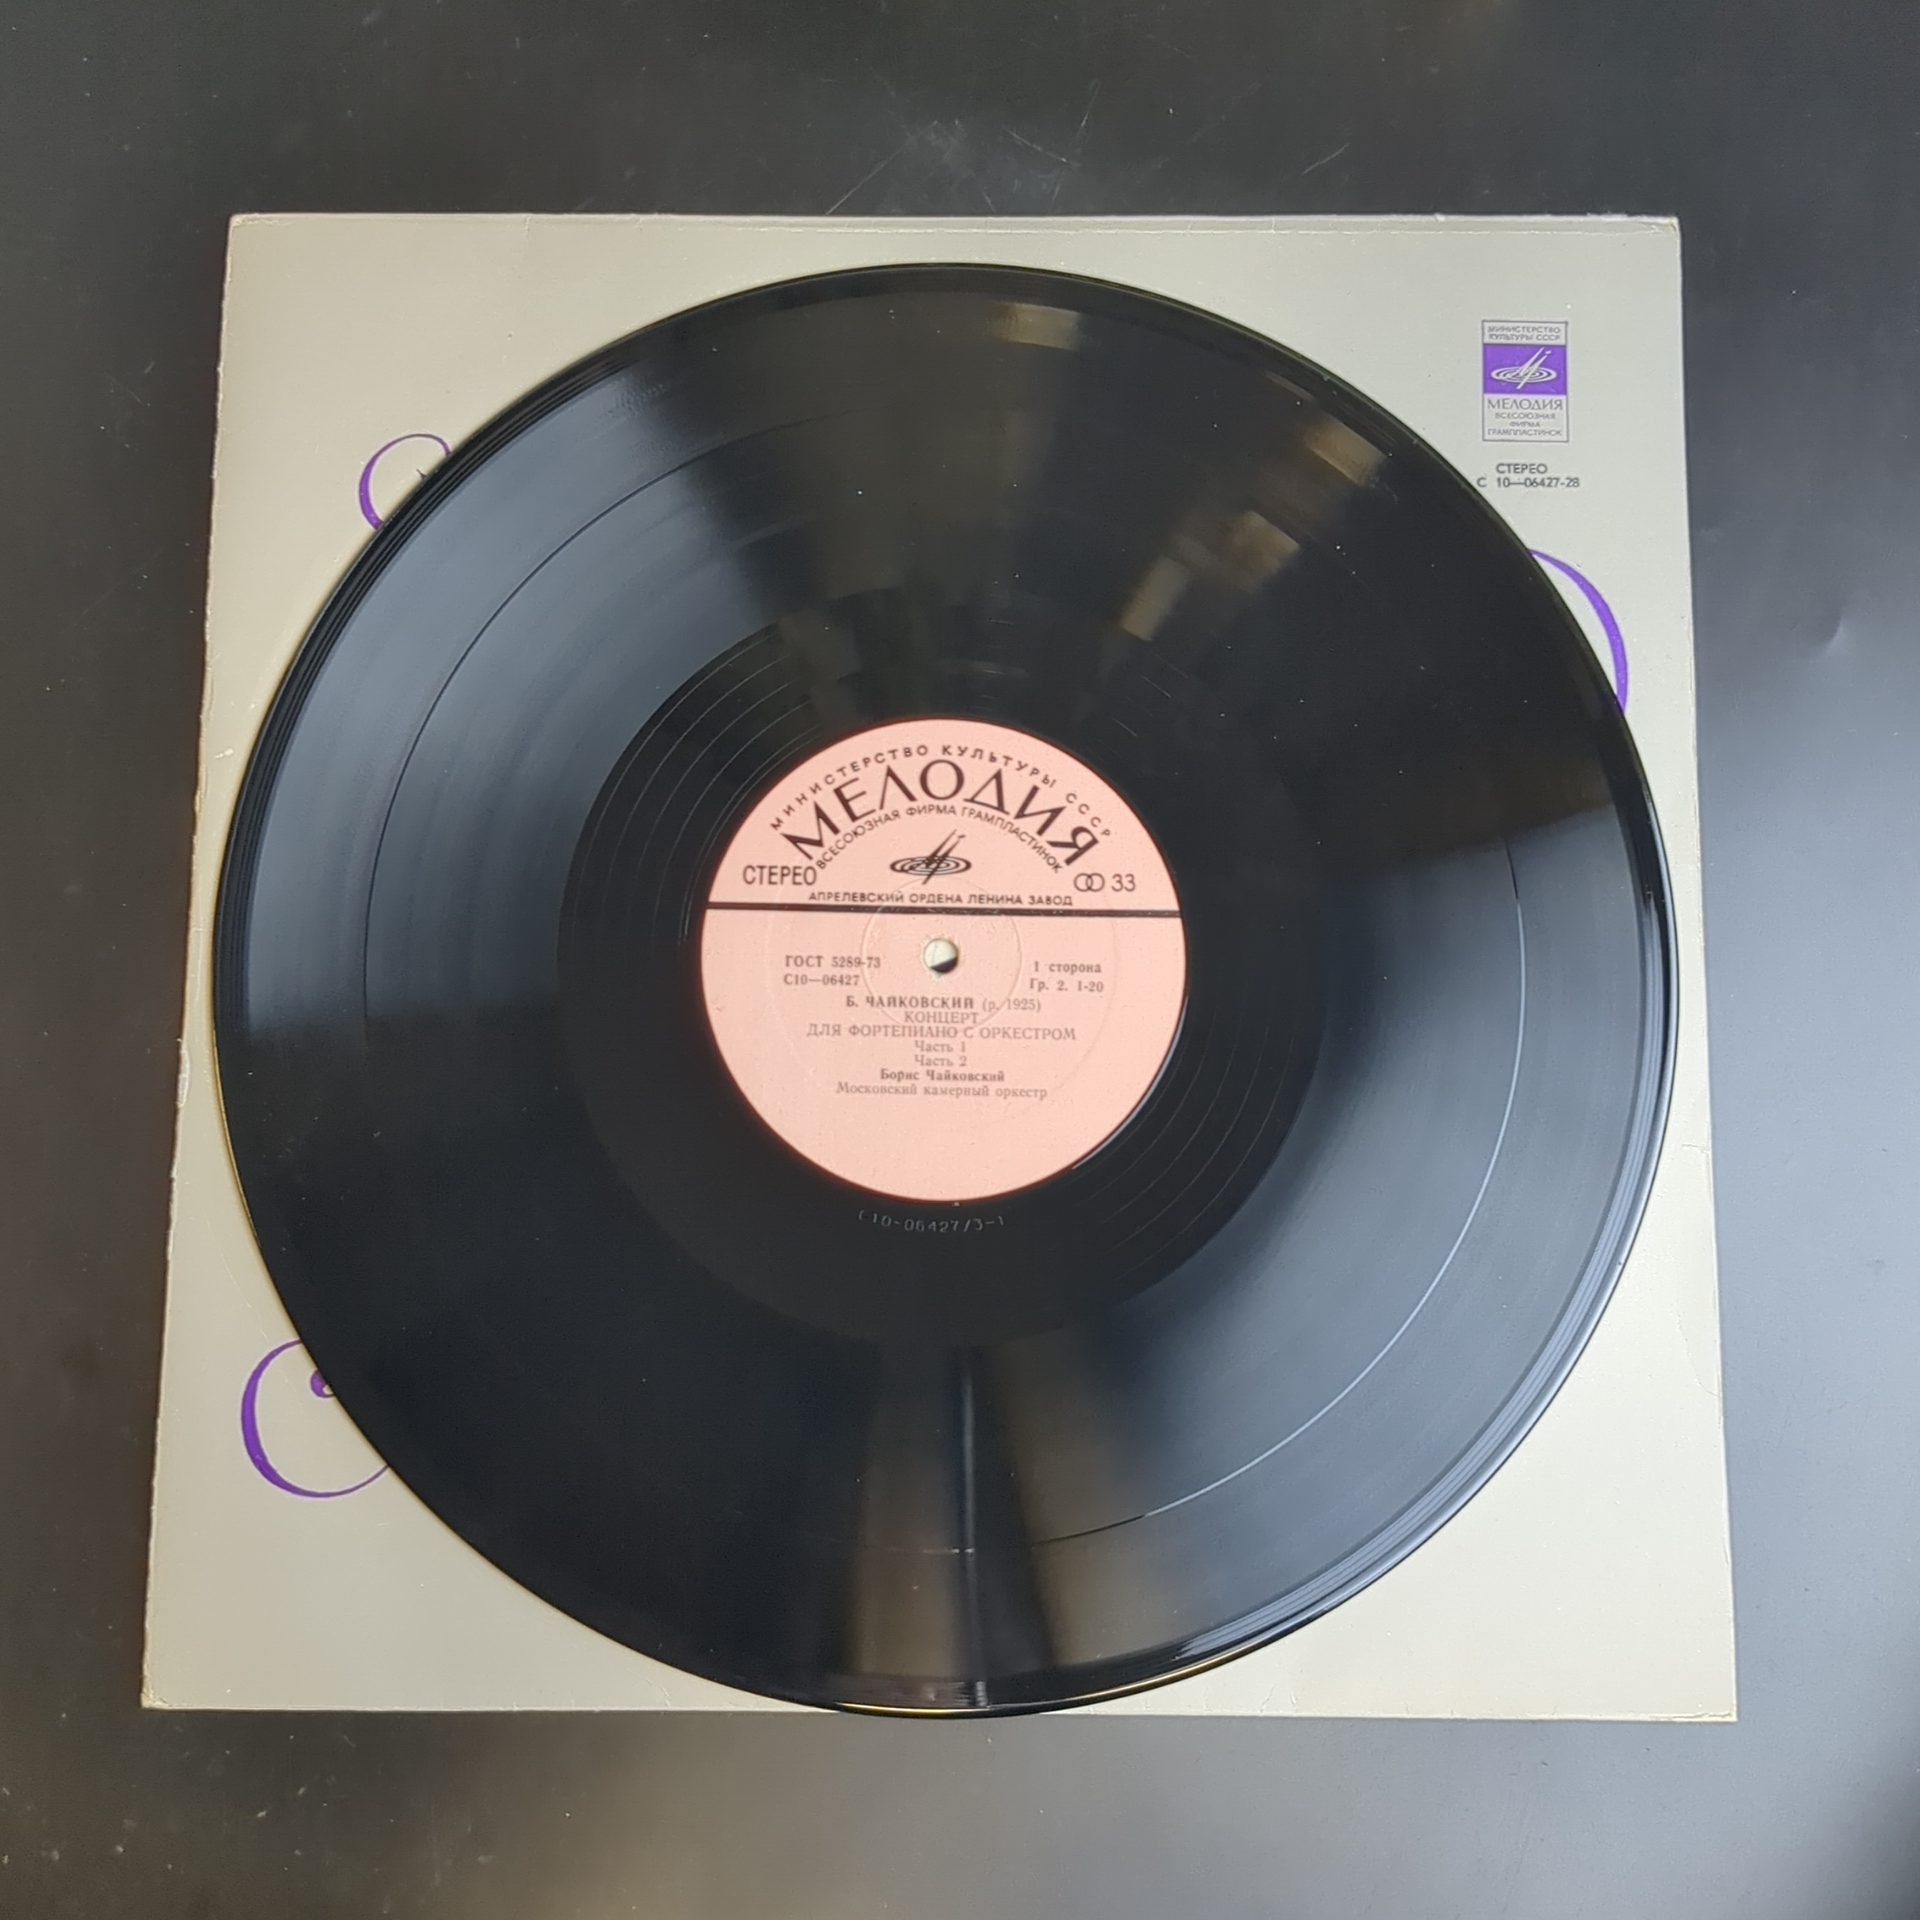 МИНИСТЕРСТВО
КУЛЬТУРЫ СССР
МЕЛОДИЯ
ВСЕСОЮЗНАЯ
ФИРМА
ГРАМПЛАСТИНОК
СТЕРЕО
С 10—06427-28
МИНИСТЕРСТВО КУЛЬТУРЫ СССР
МЕЛОДИЯ
ВСЕСОЮЗНАЯ ФИРМА ГРАМПЛАСТИНОК
СТЕРЕО
33
АПРЕЛЕВСКИЙ ОРДЕНА ЛЕНИНА ЗАВОД
ГОСТ 5289-73
С10—06427
1 сторона
Гр. 2. 1-20
Б. ЧАЙКОВСКИЙ (р. 1925)
КОНЦЕРТ
ДЛЯ ФОРТЕПИАНО С ОРКЕСТРОМ
Часть 1
Часть 2
Борис Чайковский
Московский камерный оркестр
С10-06427/3-1